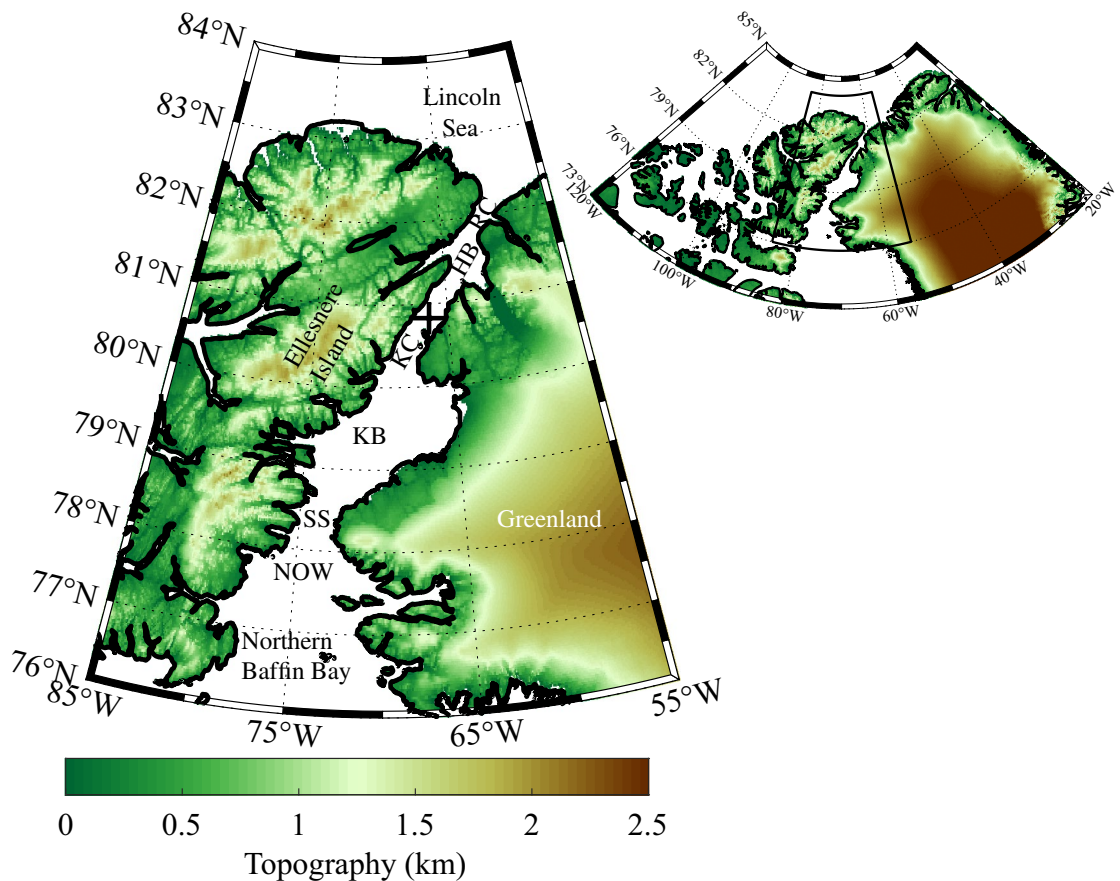 84°N
83°N
82°N
81°N
80°N
79°N
78°N
77°N
76°N
85°W
75°W
65°W
55°W
Lincoln
Sea
RC
HB
KC
Ellesmere
Island
KB
SS
NOW
Greenland
Northern
Baffin Bay
85°N
82°N
79°N
76°N
73°N
120°W
100°W
80°W
60°W
40°W
20°W
0
0.5
1
1.5
2
2.5
Topography (km)